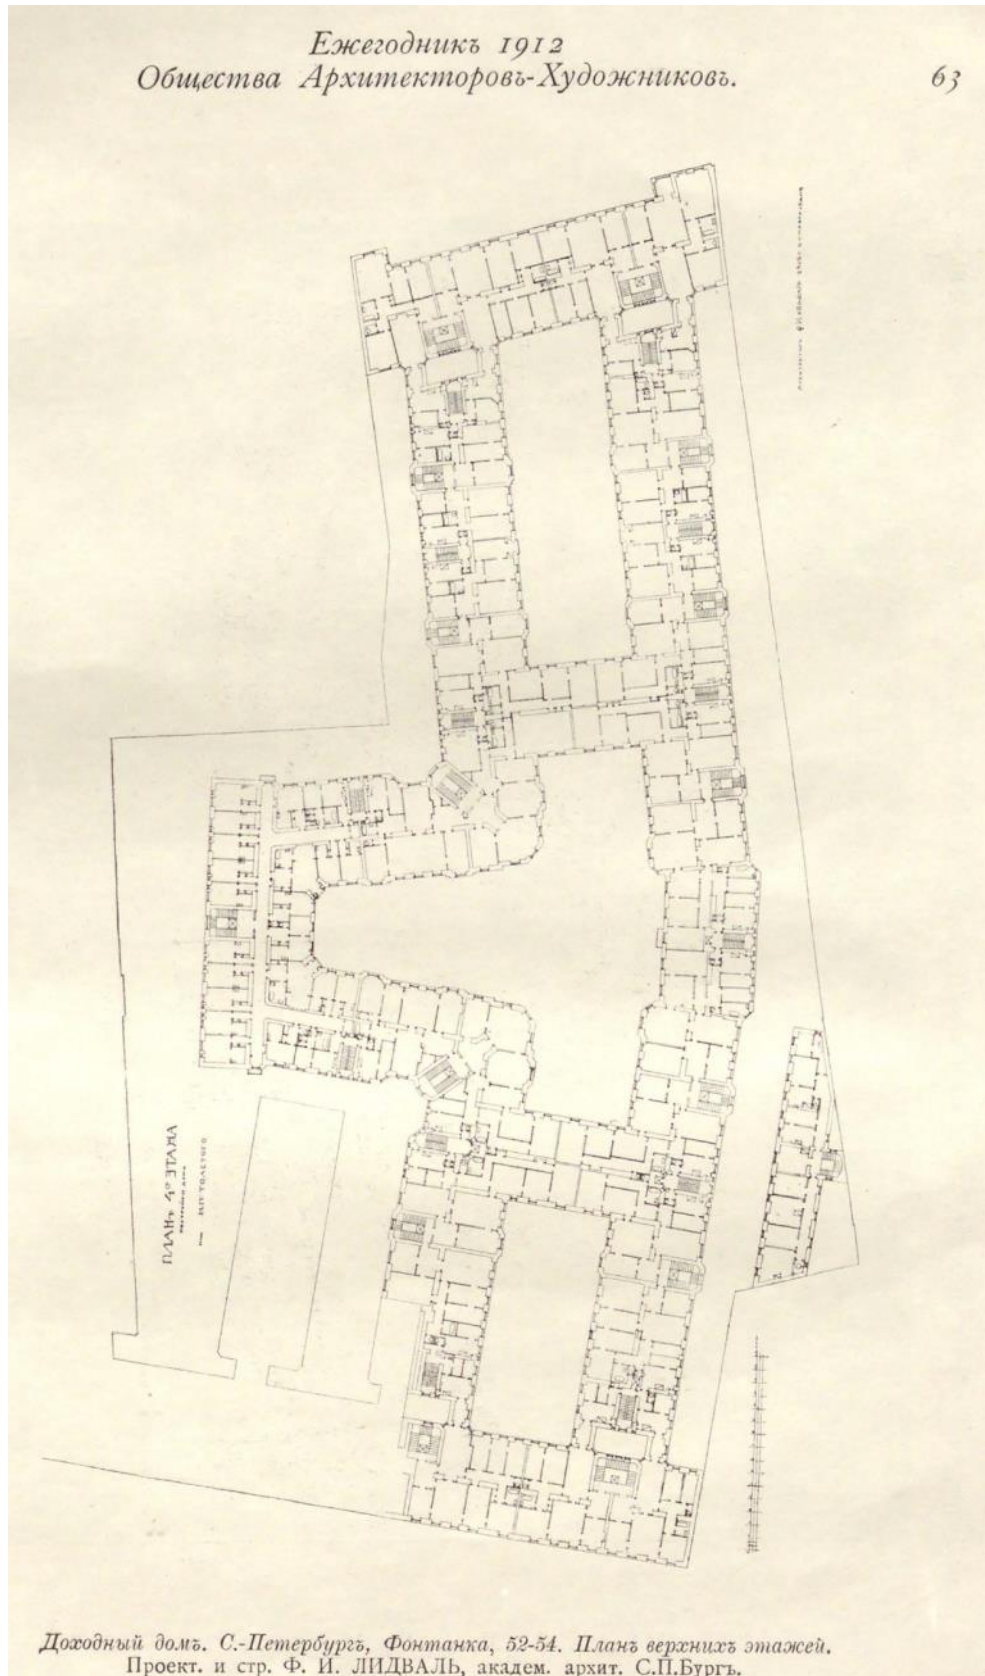 Ежегодникъ 1912
Общества Архитекторовъ-Художниковъ.
63
ПЛАНЪ 4º ЭТАЖА
Доходный домъ. С.-Петербургъ, Фонтанка, 52-54. Планъ верхнихъ этажей.
Проект. и стр. Ф. И. ЛИДВАЛЬ, академ. архит. С.П.Бургъ.